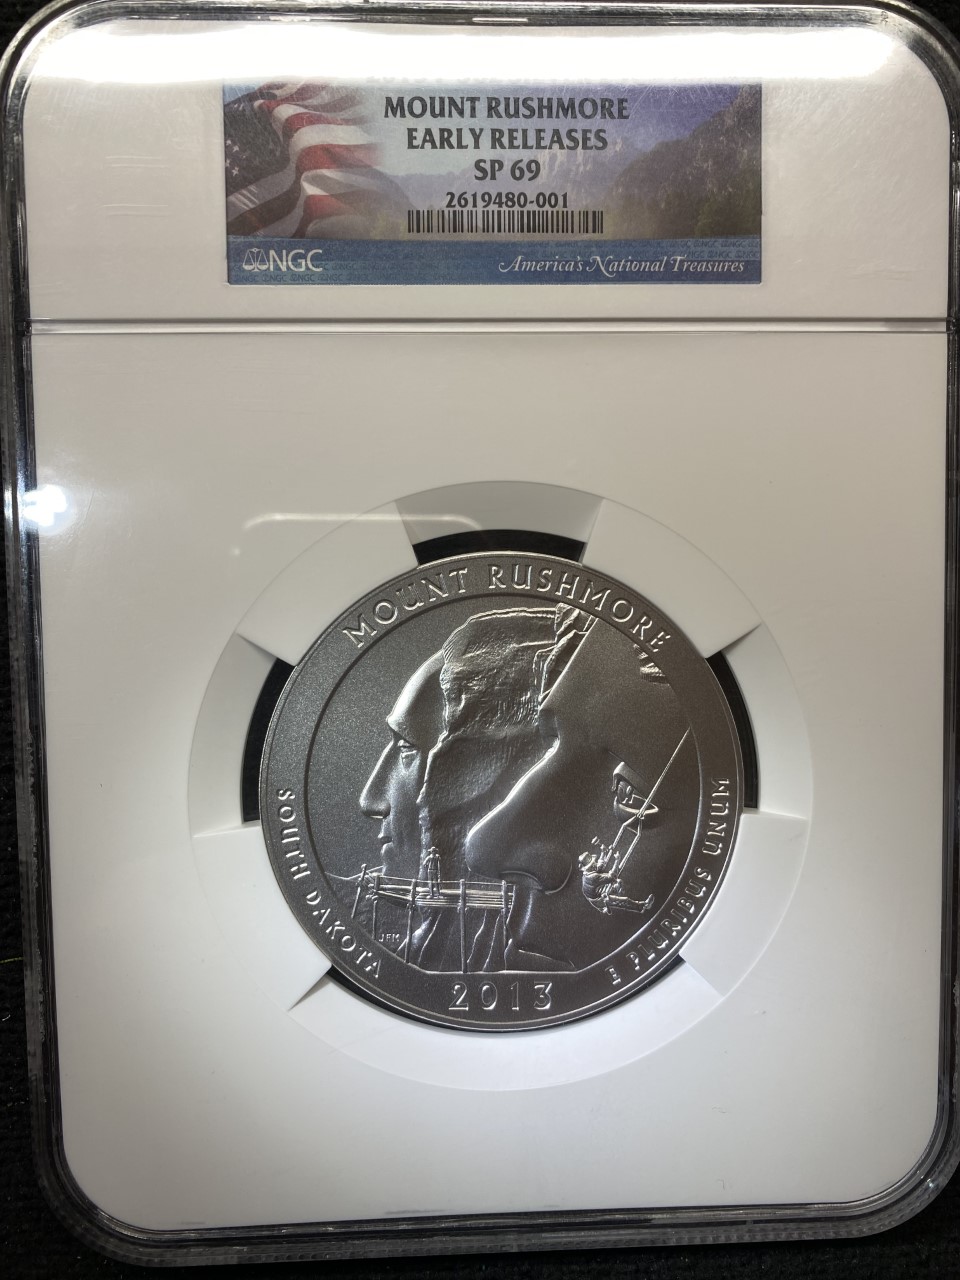 MOUNT RUSHMORE
EARLY RELEASES
SP 69
2619480-001
NGC
America's National Treasures
MOUNT RUSHMORE
SOUTH DAKOTA
E PLURIBUS UNUM
JFM
2013